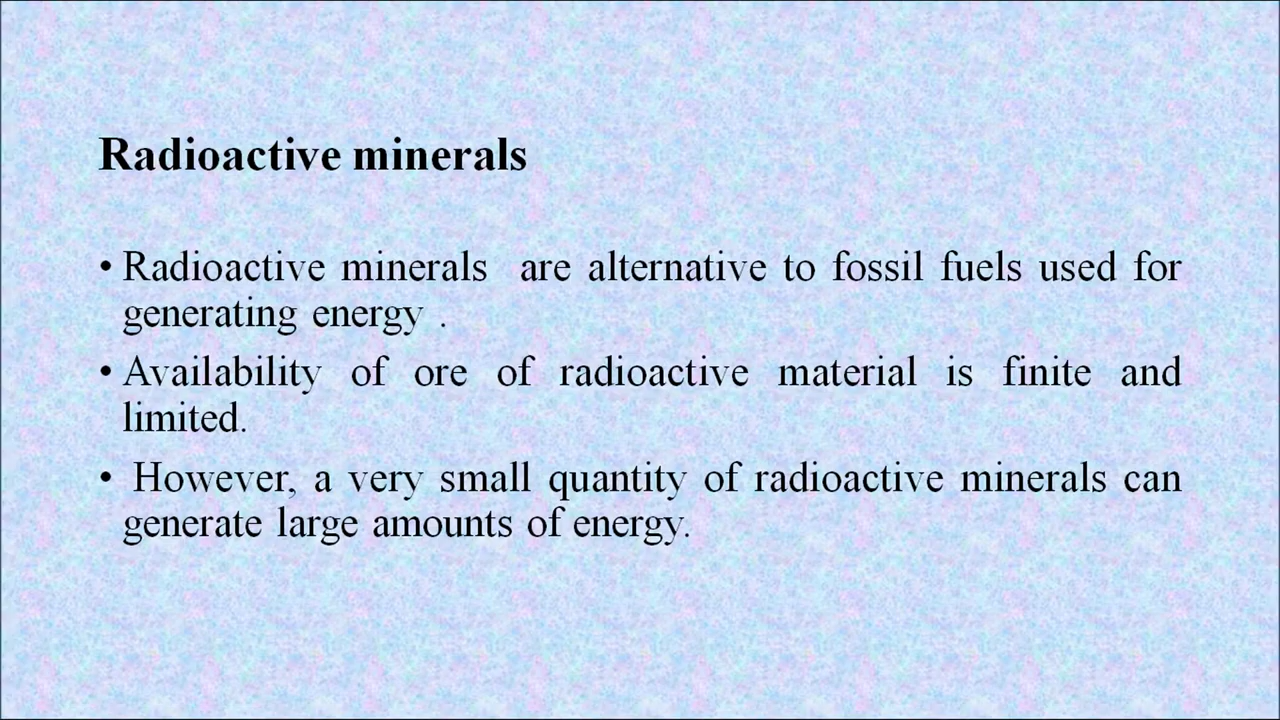 Radioactive minerals
• Radioactive minerals  are alternative to fossil fuels used for
generating energy .
• Availability of ore of radioactive material is finite and
limited.
•  However, a very small quantity of radioactive minerals can
generate large amounts of energy.